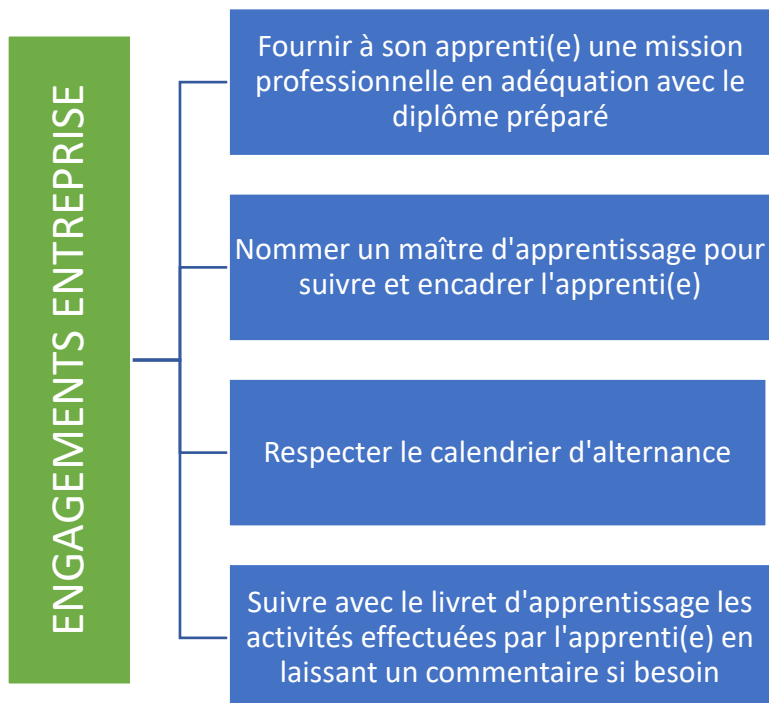 ENGAGEMENTS ENTREPRISE
Fournir à son apprenti(e) une mission
professionnelle en adéquation avec le
diplôme préparé
Nommer un maître d'apprentissage pour
suivre et encadrer l'apprenti(e)
Respecter le calendrier d'alternance
Suivre avec le livret d'apprentissage les
activités effectuées par l'apprenti(e) en
laissant un commentaire si besoin